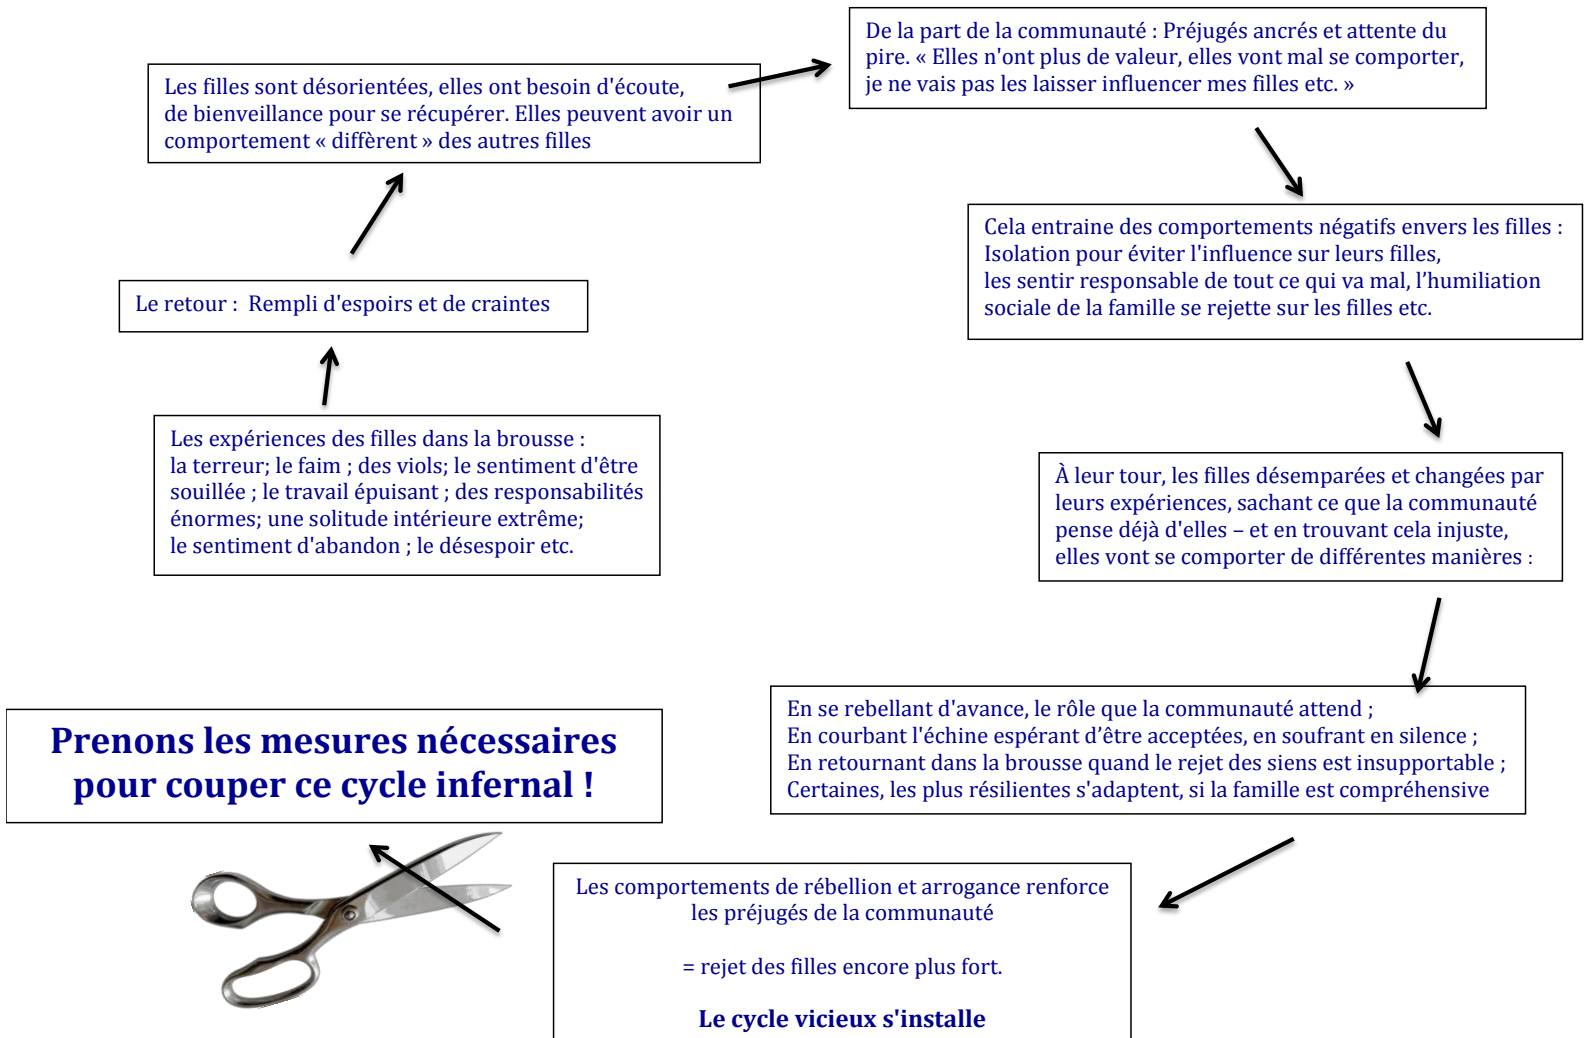 Les expériences des filles dans la brousse :
la terreur; le faim ; des viols; le sentiment d'être
souillée ; le travail épuisant ; des responsabilités
énormes; une solitude intérieure extrême;
le sentiment d'abandon ; le désespoir etc.
Le retour :  Rempli d'espoirs et de craintes
Les filles sont désorientées, elles ont besoin d'écoute,
de bienveillance pour se récupérer. Elles peuvent avoir un
comportement « diffèrent » des autres filles
De la part de la communauté : Préjugés ancrés et attente du
pire. « Elles n'ont plus de valeur, elles vont mal se comporter,
je ne vais pas les laisser influencer mes filles etc. »
Cela entraine des comportements négatifs envers les filles :
Isolation pour éviter l'influence sur leurs filles,
les sentir responsable de tout ce qui va mal, l’humiliation
sociale de la famille se rejette sur les filles etc.
À leur tour, les filles désemparées et changées par
leurs expériences, sachant ce que la communauté
pense déjà d'elles – et en trouvant cela injuste,
elles vont se comporter de différentes manières :
En se rebellant d'avance, le rôle que la communauté attend ;
En courbant l'échine espérant d’être acceptées, en soufrant en silence ;
En retournant dans la brousse quand le rejet des siens est insupportable ;
Certaines, les plus résilientes s'adaptent, si la famille est compréhensive
Les comportements de rébellion et arrogance renforce
les préjugés de la communauté
= rejet des filles encore plus fort.
Le cycle vicieux s'installe
Prenons les mesures nécessaires
pour couper ce cycle infernal !